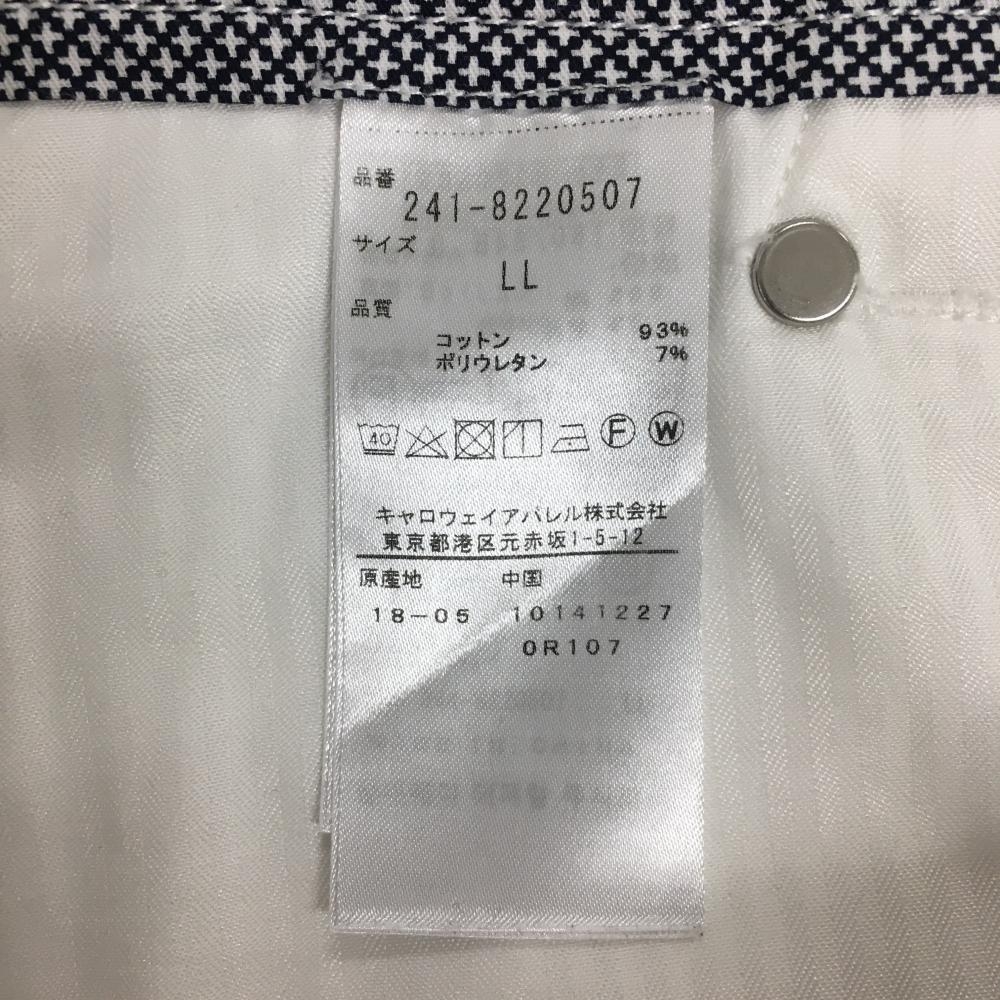 品番
241-8220507
サイズ
LL
品質
コットン 93%
ポリウレタン 7%
40 F W
キャロウェイアパレル株式会社
東京都港区元赤坂1-5-12
原産地 中国
18-05 10141227
0R107